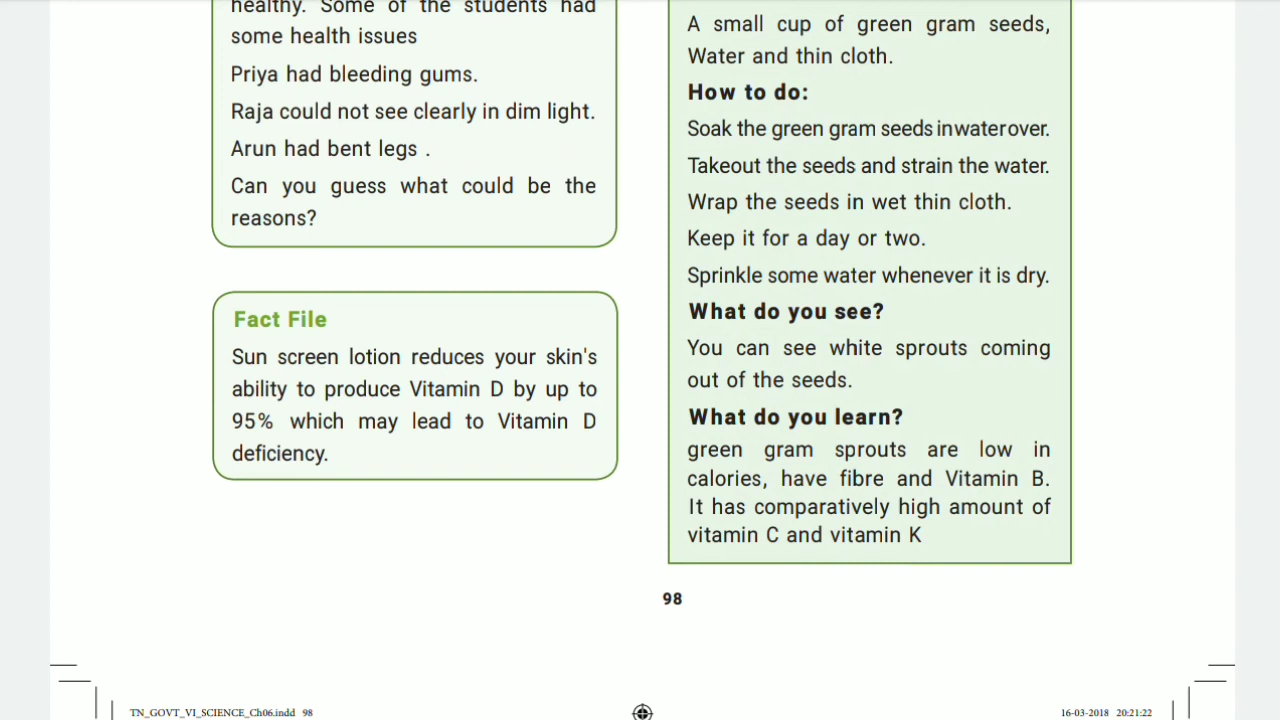 healthy. Some of the students had
some health issues
Priya had bleeding gums.
Raja could not see clearly in dim light.
Arun had bent legs .
Can you guess what could be the
reasons?
Fact File
Sun screen lotion reduces your skin's
ability to produce Vitamin D by up to
95% which may lead to Vitamin D
deficiency.
A small cup of green gram seeds,
Water and thin cloth.
How to do:
Soak the green gram seeds in water over.
Takeout the seeds and strain the water.
Wrap the seeds in wet thin cloth.
Keep it for a day or two.
Sprinkle some water whenever it is dry.
What do you see?
You can see white sprouts coming
out of the seeds.
What do you learn?
green gram sprouts are low in
calories, have fibre and Vitamin B.
It has comparatively high amount of
vitamin C and vitamin K
98
TN_GOVT_VI_SCIENCE_Ch06.indd 98
16-03-2018 20:21:22